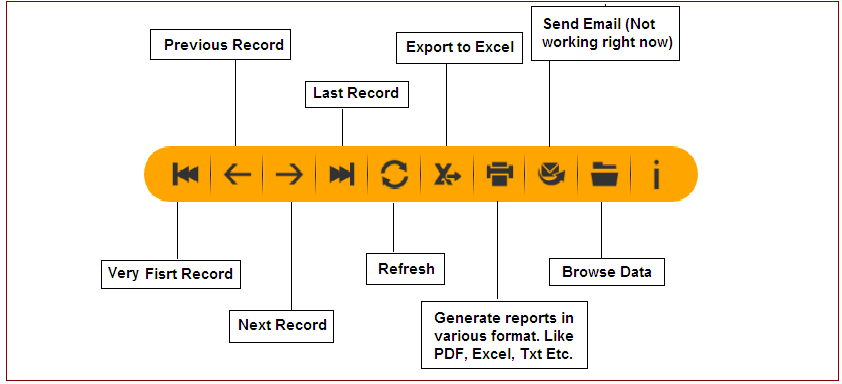 Send Email (Not
working right now)
Previous Record
Export to Excel
Last Record
Very Fisrt Record
Refresh
Browse Data
Next Record
Generate reports in
various format. Like
PDF, Excel, Txt Etc.